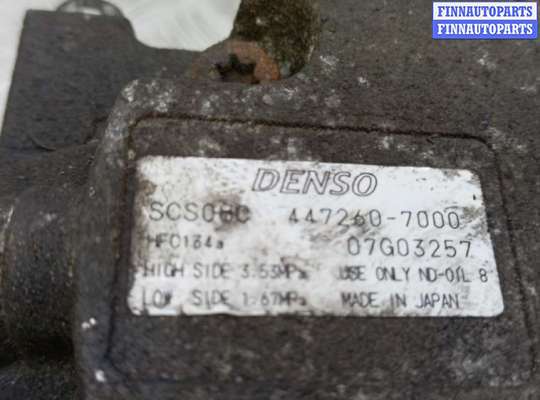 FINNAUTOPARTS
FINNAUTOPARTS
DENSO
SCS06C 447260-7000
HFC134a 07G03257
HIGH SIDE 3.53MPa USE ONLY ND-OIL 8
LOW SIDE 1.67MPa MADE IN JAPAN